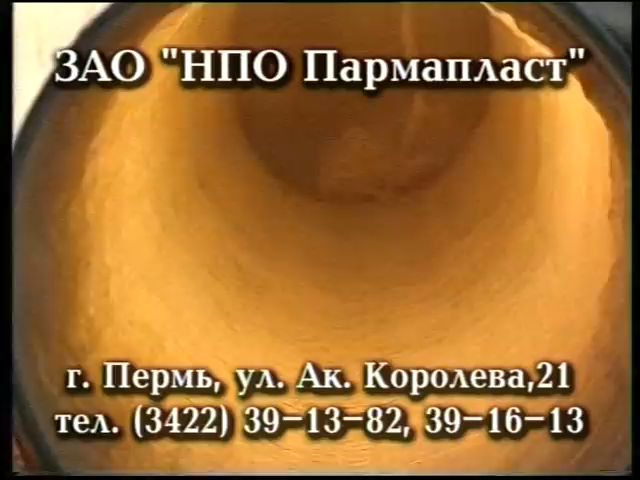 ЗАО "НПО Пармапласт"
г. Пермь, ул. Ак. Королева,21
тел. (3422) 39-13-82, 39-16-13